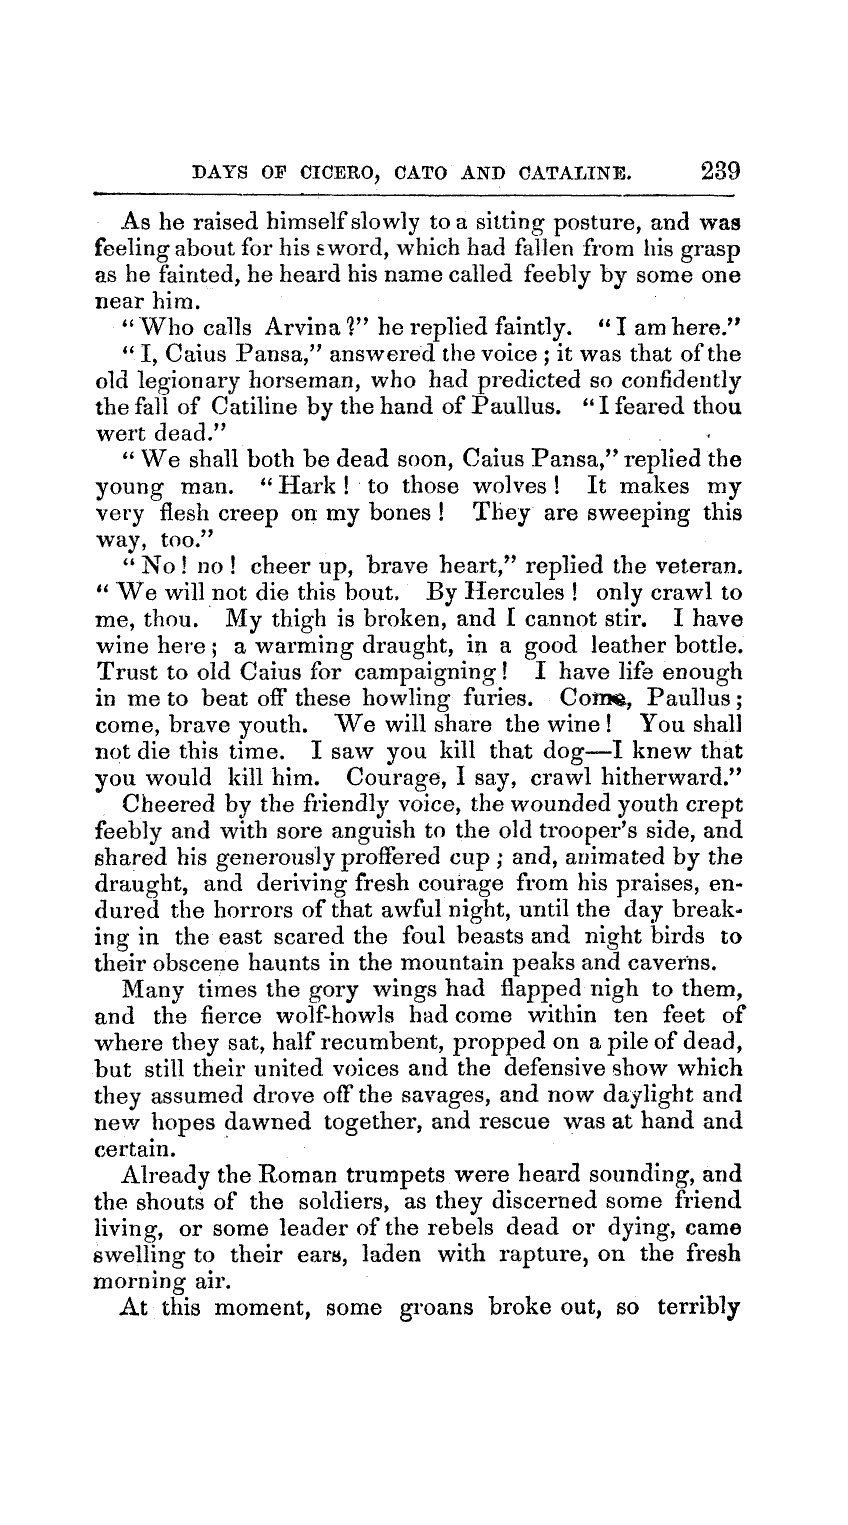 DAYS OF CICERO, CATO AND CATALINE. 239
As he raised himself slowly to a sitting posture, and was
feeling about for his sword, which had fallen from his grasp
as he fainted, he heard his name called feebly by some one
near him.
“Who calls Arvina?” he replied faintly. “I am here.”
“I, Caius Pansa,” answered the voice; it was that of the
old legionary horseman, who had predicted so confidently
the fall of Catiline by the hand of Paullus. “I feared thou
wert dead.”
“We shall both be dead soon, Caius Pansa,” replied the
young man. “Hark! to those wolves! It makes my
very flesh creep on my bones! They are sweeping this
way, too.”
“No! no! cheer up, brave heart,” replied the veteran.
“We will not die this bout. By Hercules! only crawl to
me, thou. My thigh is broken, and I cannot stir. I have
wine here; a warming draught, in a good leather bottle.
Trust to old Caius for campaigning! I have life enough
in me to beat off these howling furies. Come, Paullus;
come, brave youth. We will share the wine! You shall
not die this time. I saw you kill that dog—I knew that
you would kill him. Courage, I say, crawl hitherward.”
Cheered by the friendly voice, the wounded youth crept
feebly and with sore anguish to the old trooper's side, and
shared his generously proffered cup; and, animated by the
draught, and deriving fresh courage from his praises, en-
dured the horrors of that awful night, until the day break-
ing in the east scared the foul beasts and night birds to
their obscene haunts in the mountain peaks and caverns.
Many times the gory wings had flapped nigh to them,
and the fierce wolf-howls had come within ten feet of
where they sat, half recumbent, propped on a pile of dead,
but still their united voices and the defensive show which
they assumed drove off the savages, and now daylight and
new hopes dawned together, and rescue was at hand and
certain.
Already the Roman trumpets were heard sounding, and
the shouts of the soldiers, as they discerned some friend
living, or some leader of the rebels dead or dying, came
swelling to their ears, laden with rapture, on the fresh
morning air.
At this moment, some groans broke out, so terribly